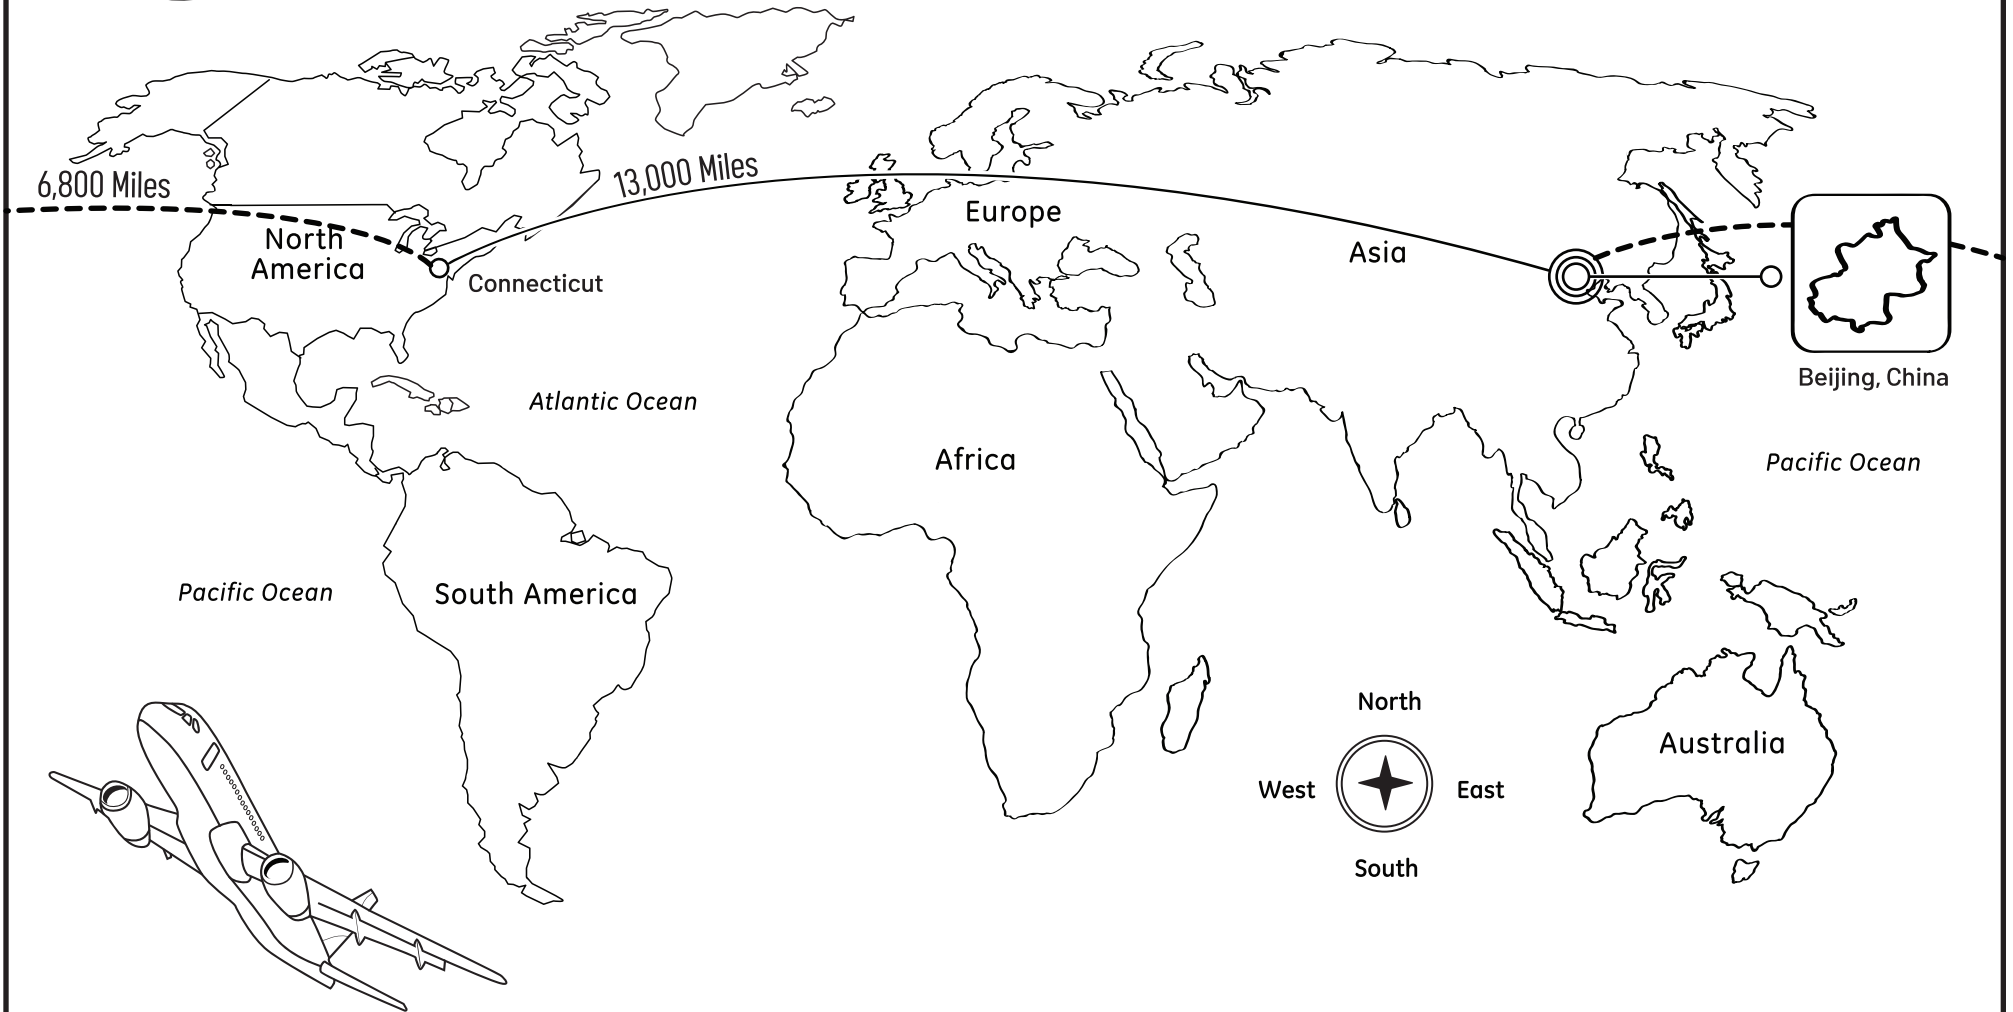 6,800 Miles
13,000 Miles
North
America
Connecticut
Europe
Asia
Beijing, China
Atlantic Ocean
Africa
Pacific Ocean
Pacific Ocean
South America
North
West
East
South
Australia